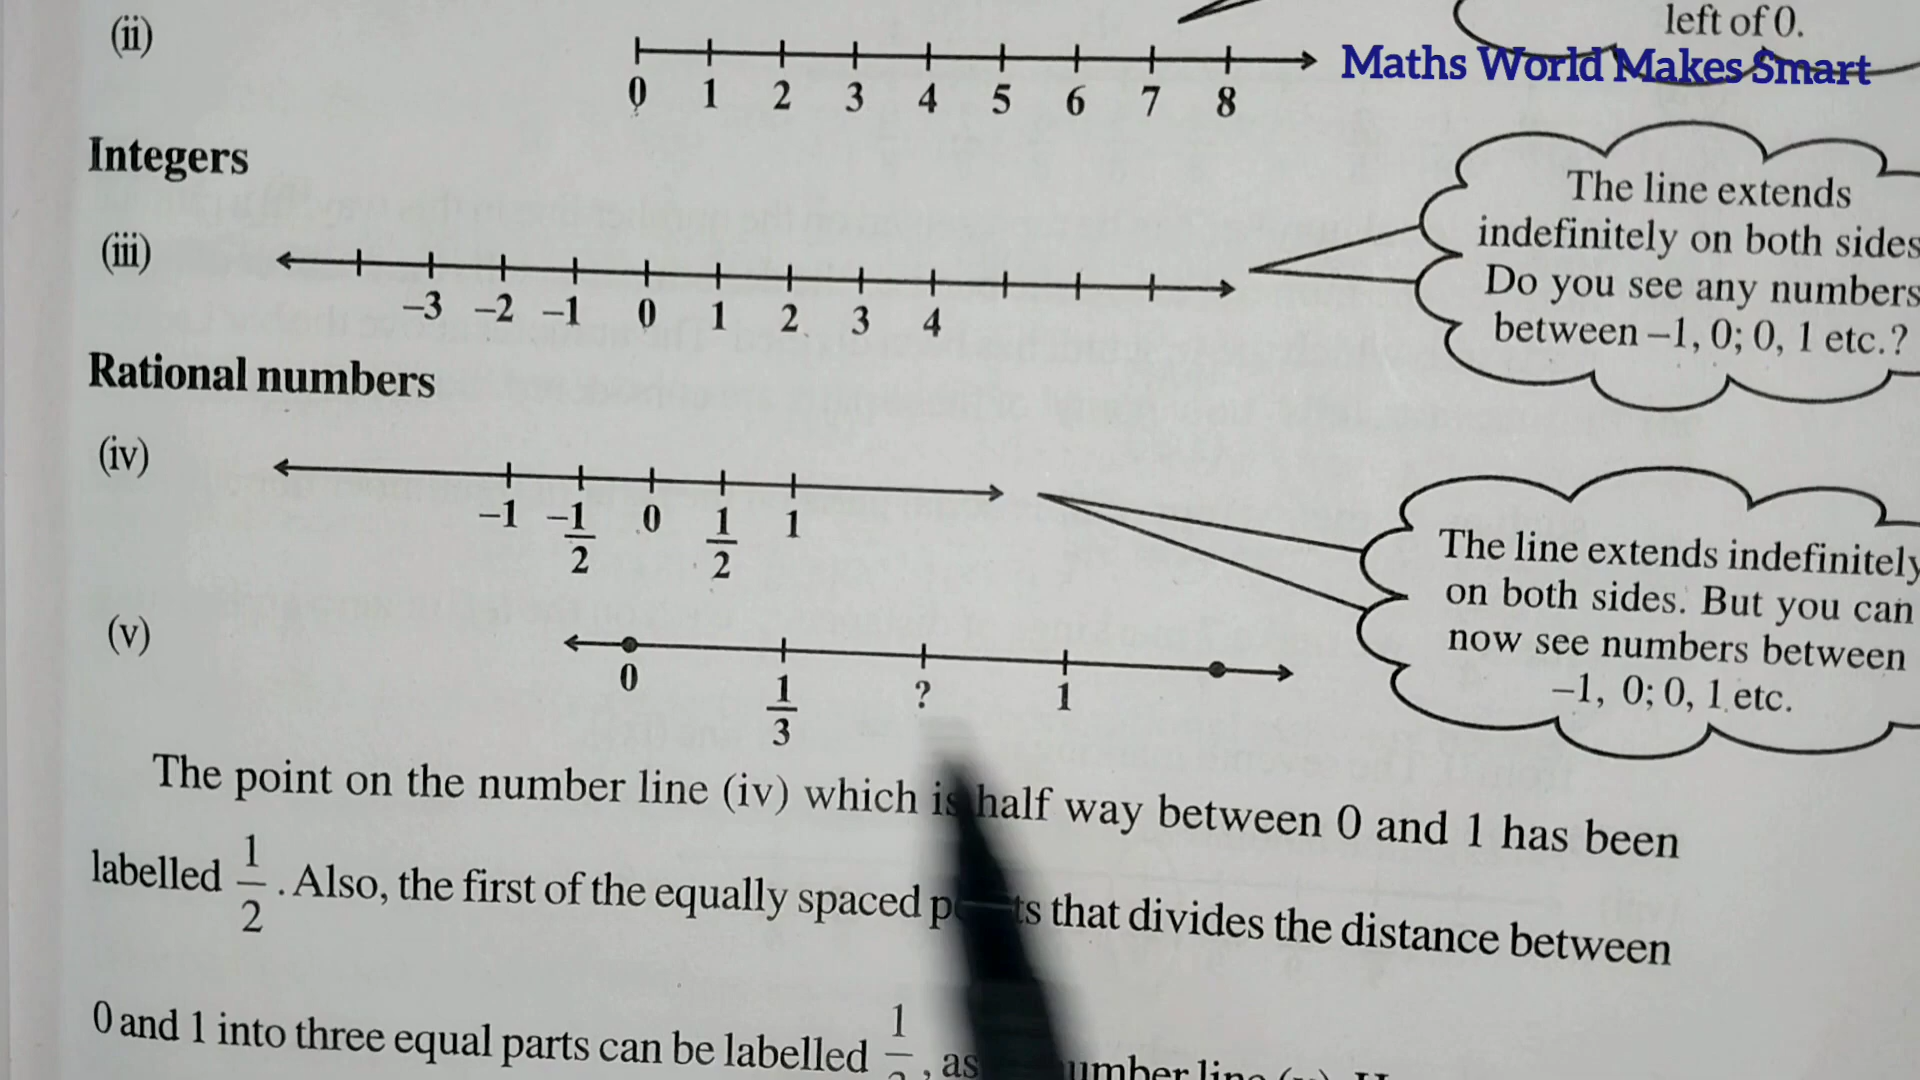 left of 0.
(ii)
Maths World Makes Smart
0 1 2 3 4 5 6 7 8
Integers
The line extends
indefinitely on both sides
Do you see any numbers
between –1, 0; 0, 1 etc.?
(iii)
–3 –2 –1 0 1 2 3 4
Rational numbers
(iv)
–1 –1/2 0 1/2 1
The line extends indefinitely
on both sides. But you can
now see numbers between
–1, 0; 0, 1 etc.
(v)
0 1/3 ? 1
The point on the number line (iv) which is half way between 0 and 1 has been
labelled 1/2. Also, the first of the equally spaced that divides the distance between
0 and 1 into three equal parts can be labelled as number line